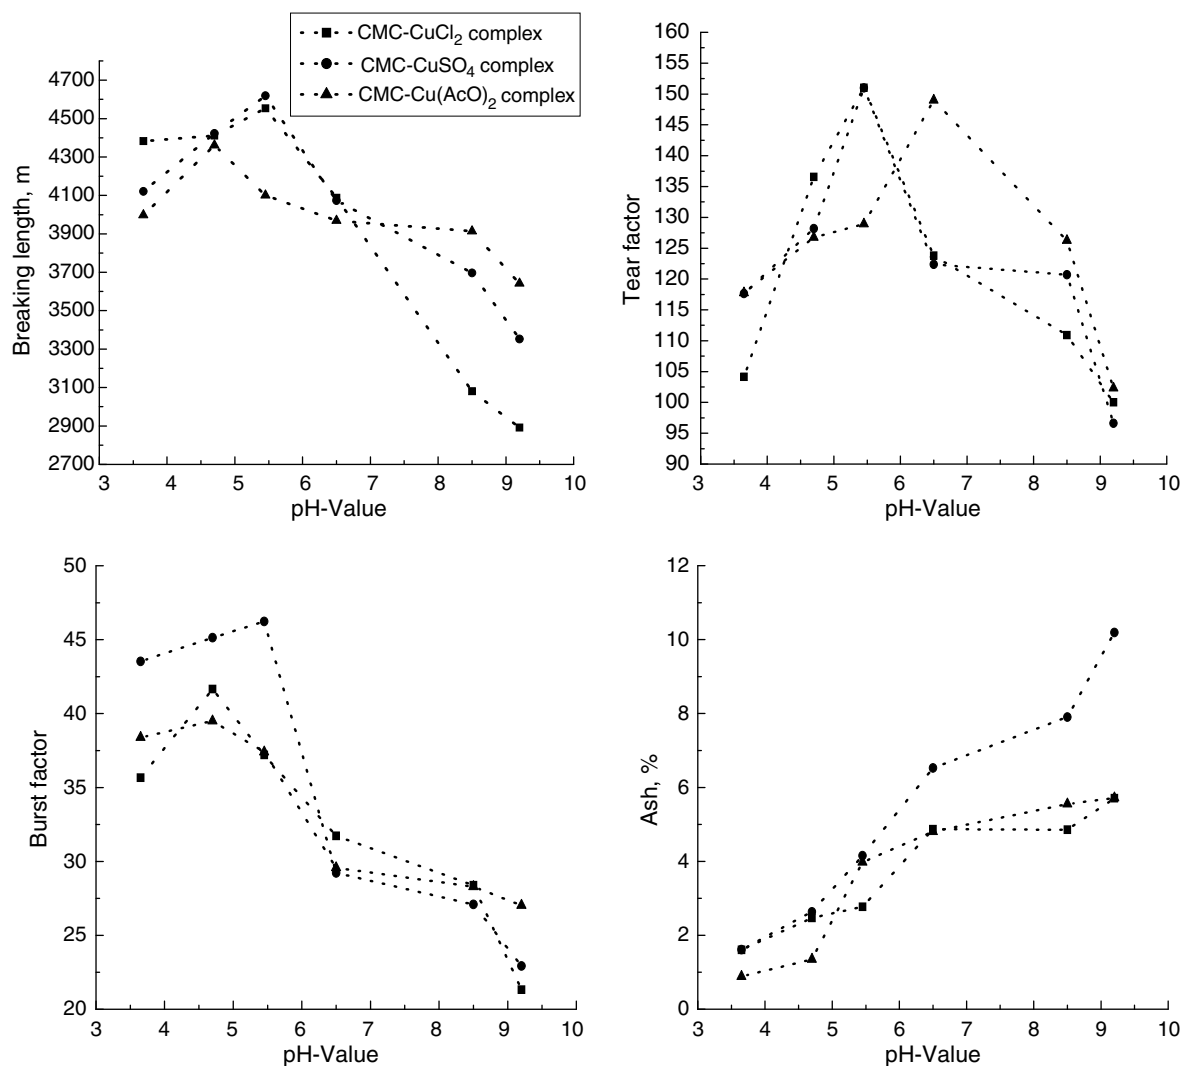 CMC-CuCl2 complex
CMC-CuSO4 complex
CMC-Cu(AcO)2 complex
4700
4500
4300
4100
3900
3700
3500
3300
3100
2900
2700
Breaking length, m
3 4 5 6 7 8 9 10
pH-Value
160
155
150
145
140
135
130
125
120
115
110
105
100
95
90
Tear factor
3 4 5 6 7 8 9 10
pH-Value
50
45
40
35
30
25
20
Burst factor
3 4 5 6 7 8 9 10
pH-Value
12
10
8
6
4
2
0
Ash, %
3 4 5 6 7 8 9 10
pH-Value